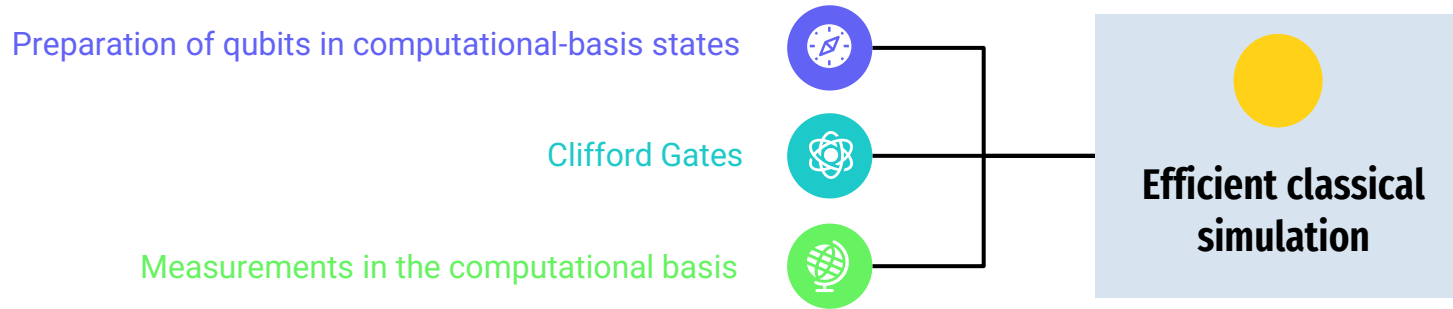 Preparation of qubits in computational-basis states
Clifford Gates
Measurements in the computational basis
Efficient classical
simulation